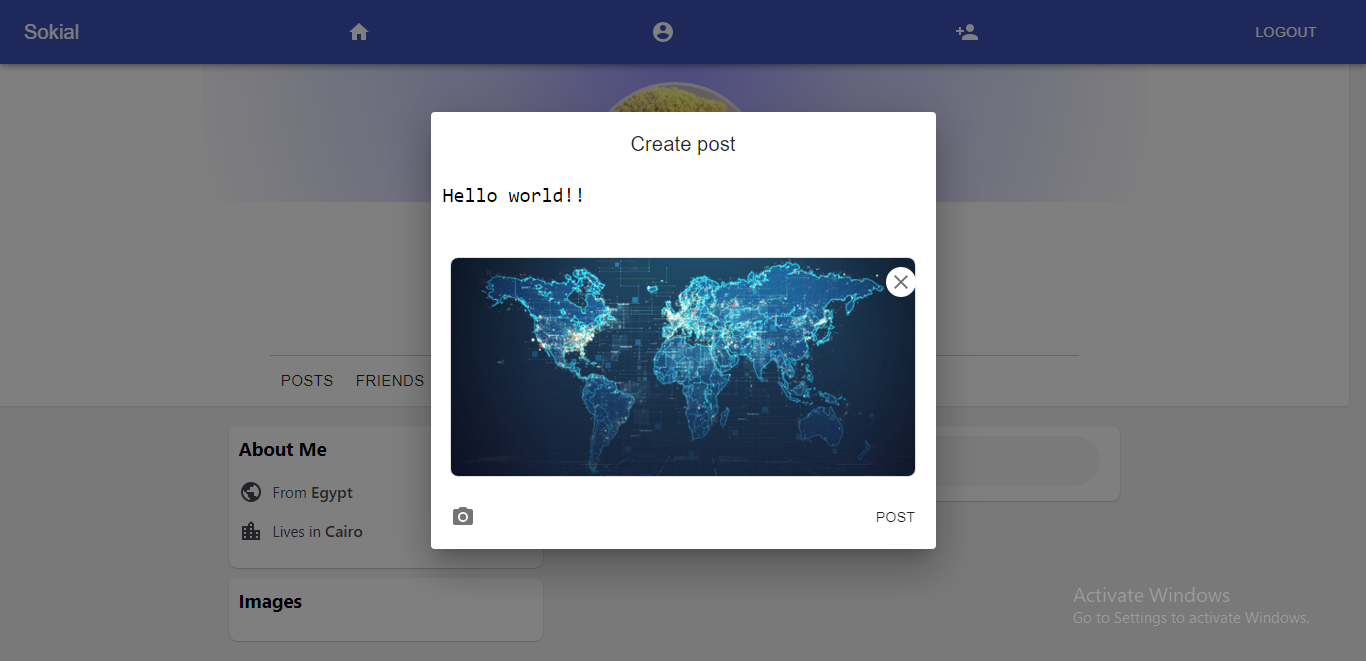 Sokial
LOGOUT
Create post
Hello world!!
POSTS FRIENDS
About Me
From Egypt
Lives in Cairo
POST
Images
Activate Windows
Go to Settings to activate Windows.